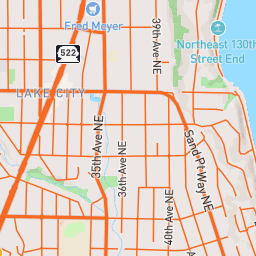 Fred Meyer
39th Ave NE
Northeast 130th
Street End
522
LAKE CITY
35th Ave NE
36th Ave NE
Sand Pt Way NE
40th Ave NE